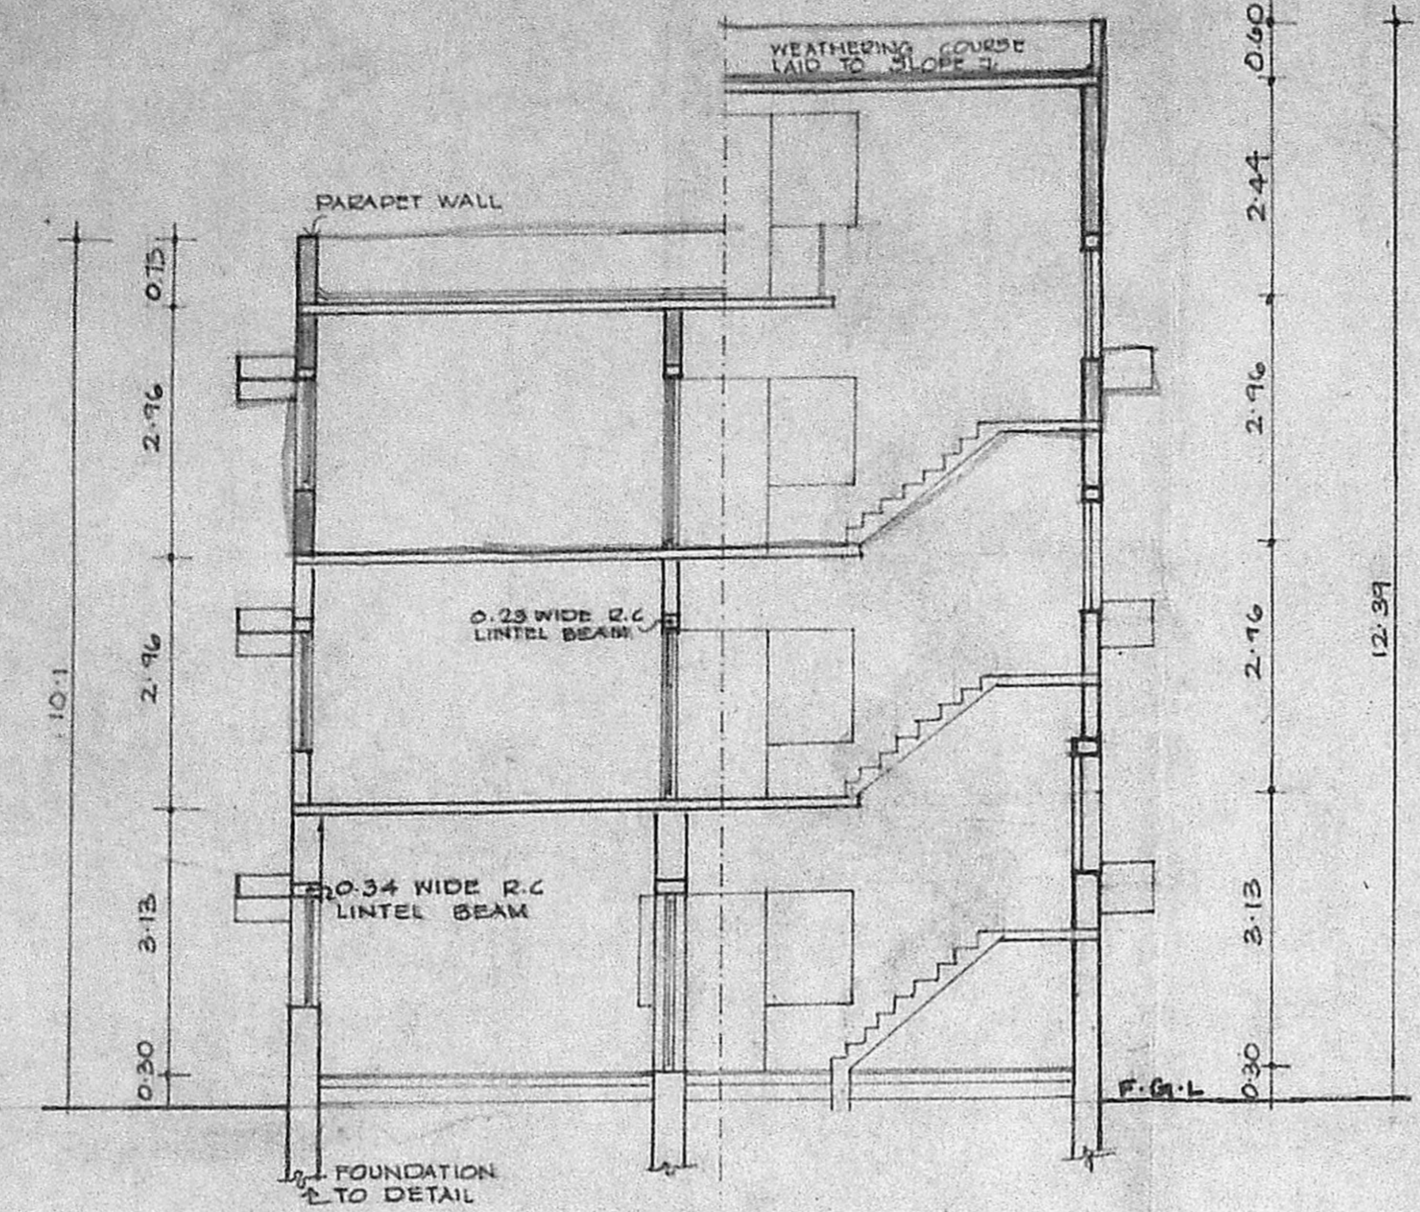 WEATHERING COURSE
LAID TO SLOPE
PARAPET WALL
0.60
2.44
2.96
2.96
3.13
0.30
12.39
0.75
2.96
2.96
3.13
0.30
10.1
0.23 WIDE R.C
LINTEL BEAM
0.34 WIDE R.C
LINTEL BEAM
F.G.L
FOUNDATION
TO DETAIL